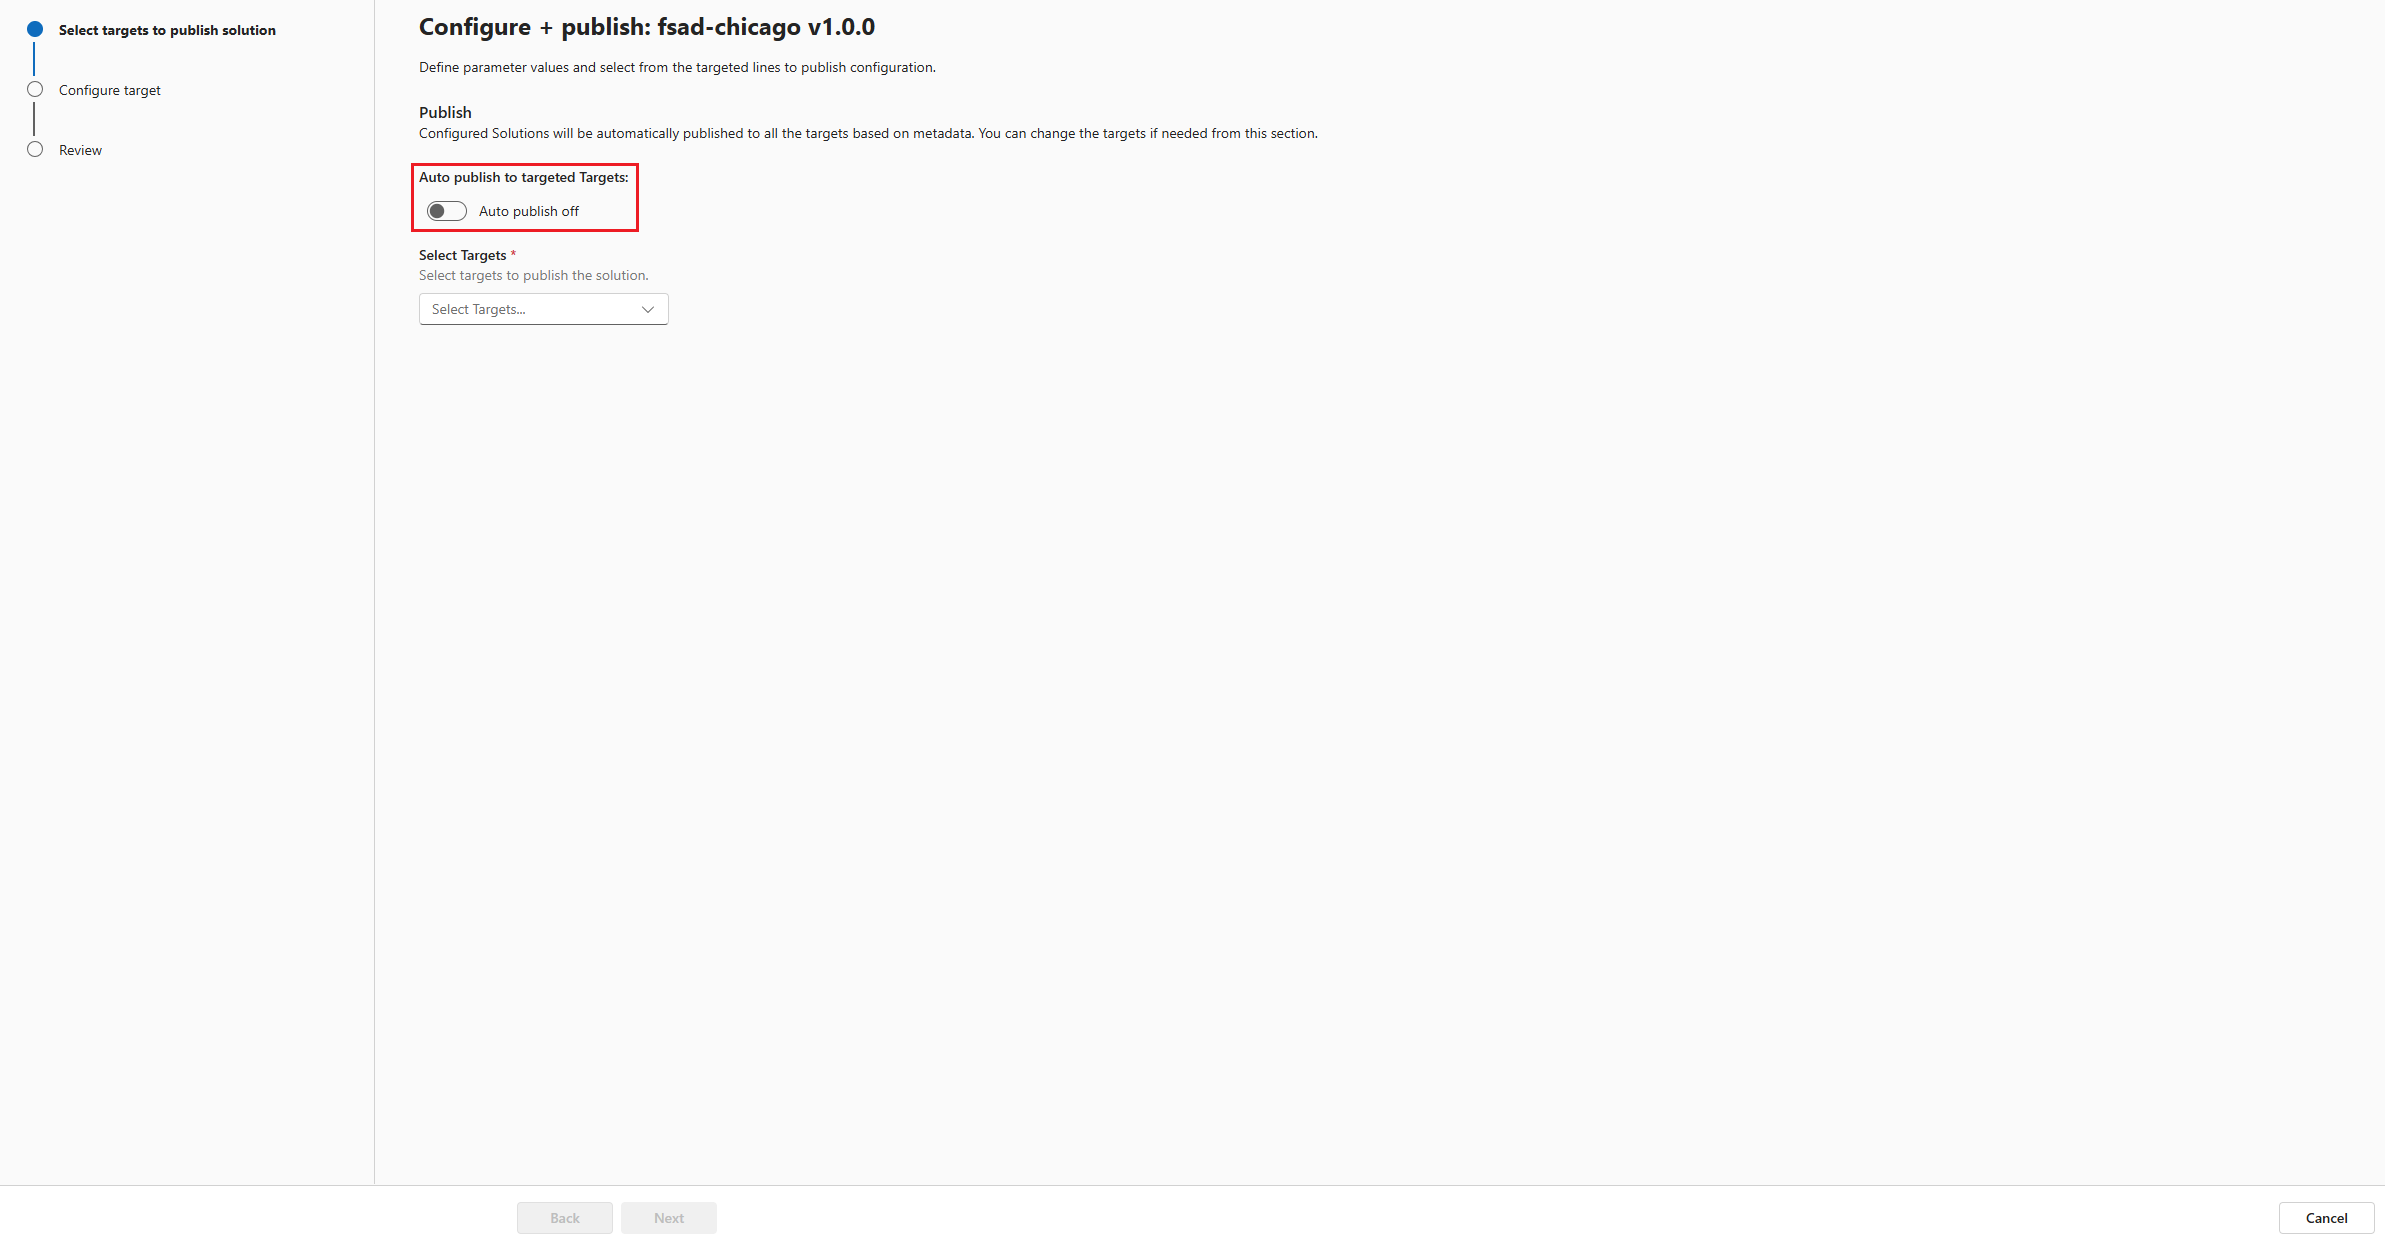 Select targets to publish solution
Configure target
Review
Configure + publish: fsad-chicago v1.0.0
Define parameter values and select from the targeted lines to publish configuration.
Publish
Configured Solutions will be automatically published to all the targets based on metadata. You can change the targets if needed from this section.
Auto publish to targeted Targets:
Auto publish off
Select Targets *
Select targets to publish the solution.
Select Targets...
Back
Next
Cancel